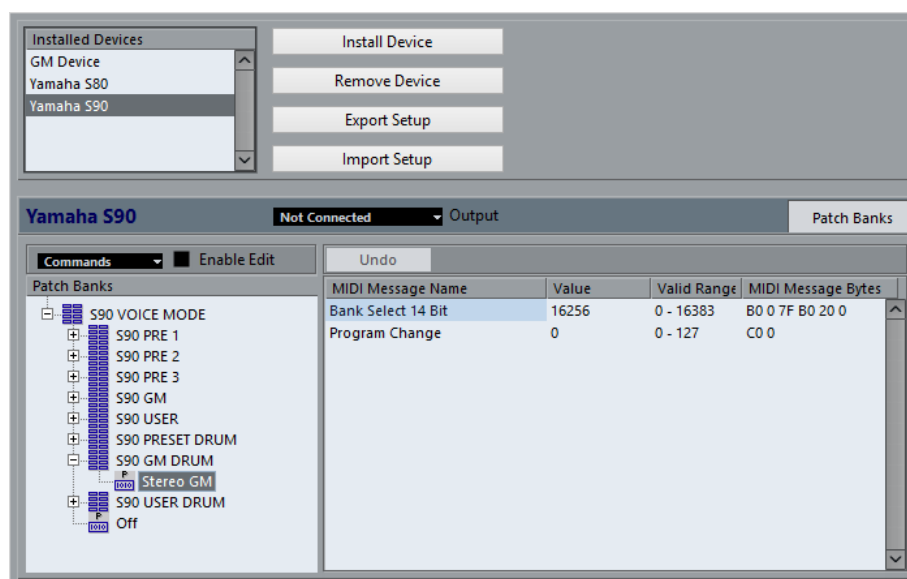 Installed Devices
GM Device
Yamaha S80
Yamaha S90
Install Device
Remove Device
Export Setup
Import Setup
Yamaha S90
Not Connected
Output
Patch Banks
Commands
Enable Edit
Undo
Patch Banks
S90 VOICE MODE
S90 PRE 1
S90 PRE 2
S90 PRE 3
S90 GM
S90 USER
S90 PRESET DRUM
S90 GM DRUM
P
1010
Stereo GM
S90 USER DRUM
P
1010
Off
MIDI Message Name Value Valid Range MIDI Message Bytes
Bank Select 14 Bit 16256 0 - 16383 B0 0 7F B0 20 0
Program Change 0 0 - 127 C0 0